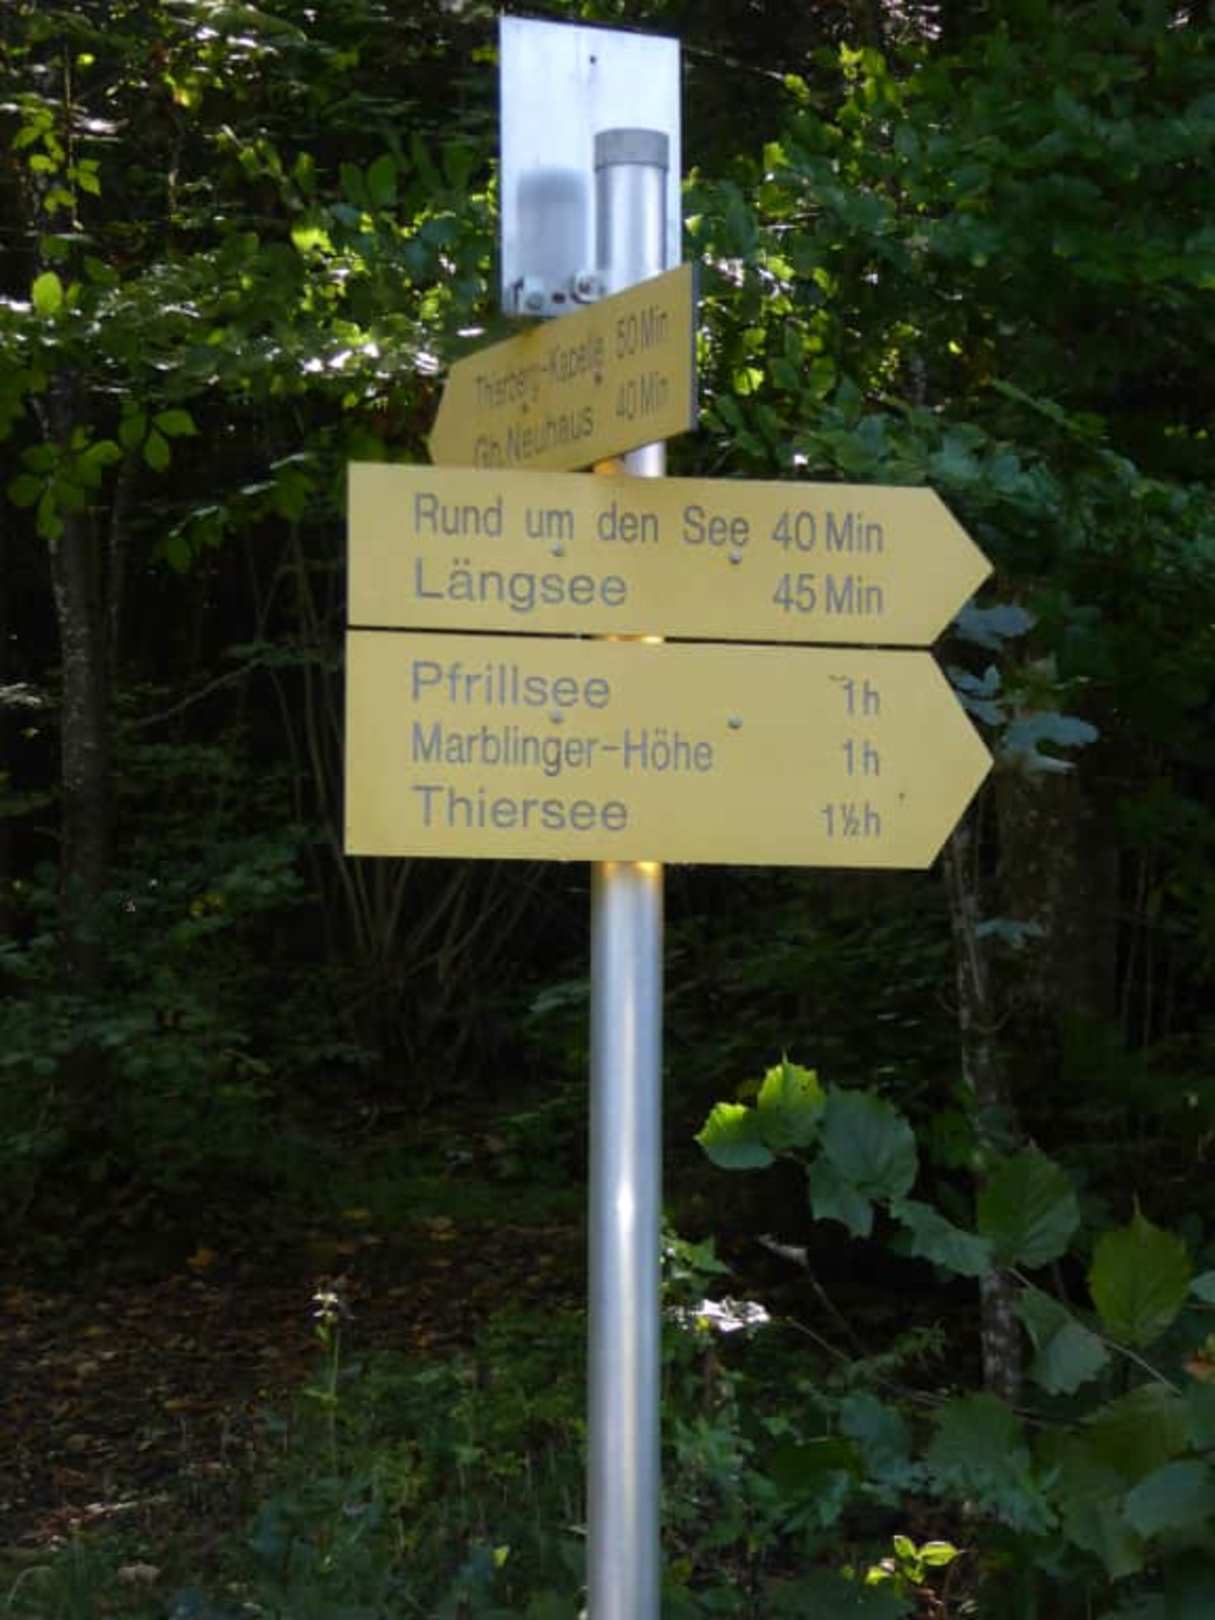 Thierberg-Kapelle 50 Min
Gh. Neuhaus 40 Min
Rund um den See 40 Min
Längsee 45 Min
Pfrillsee 1h
Marblinger-Höhe 1h
Thiersee 1½h